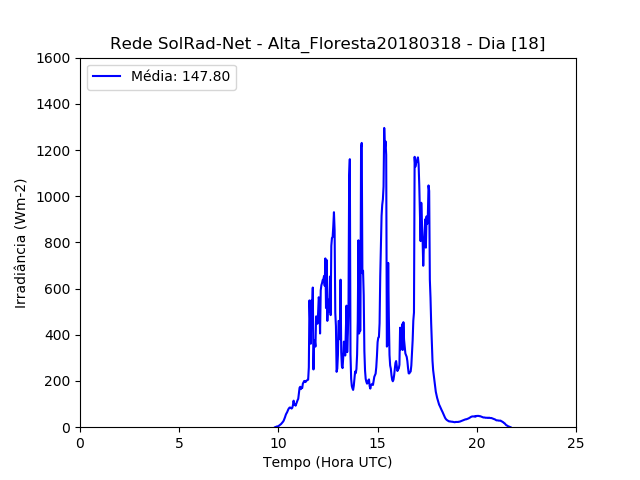 Rede SolRad-Net - Alta_Floresta20180318 - Dia [18]
Média: 147.80
Irradiância (Wm-2)
1600
1400
1200
1000
800
600
400
200
0
0 5 10 15 20 25
Tempo (Hora UTC)